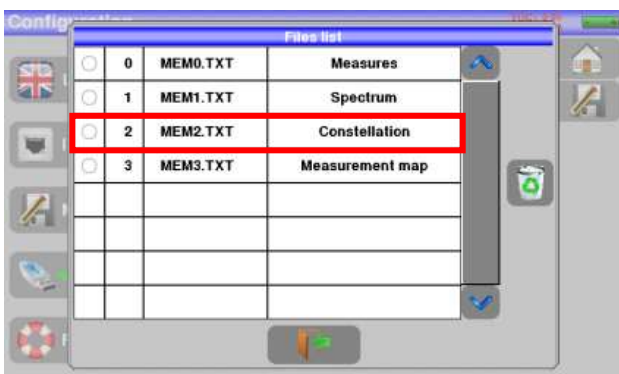 Configuration
Files list
0 MEM0.TXT Measures
1 MEM1.TXT Spectrum
2 MEM2.TXT Constellation
3 MEM3.TXT Measurement map